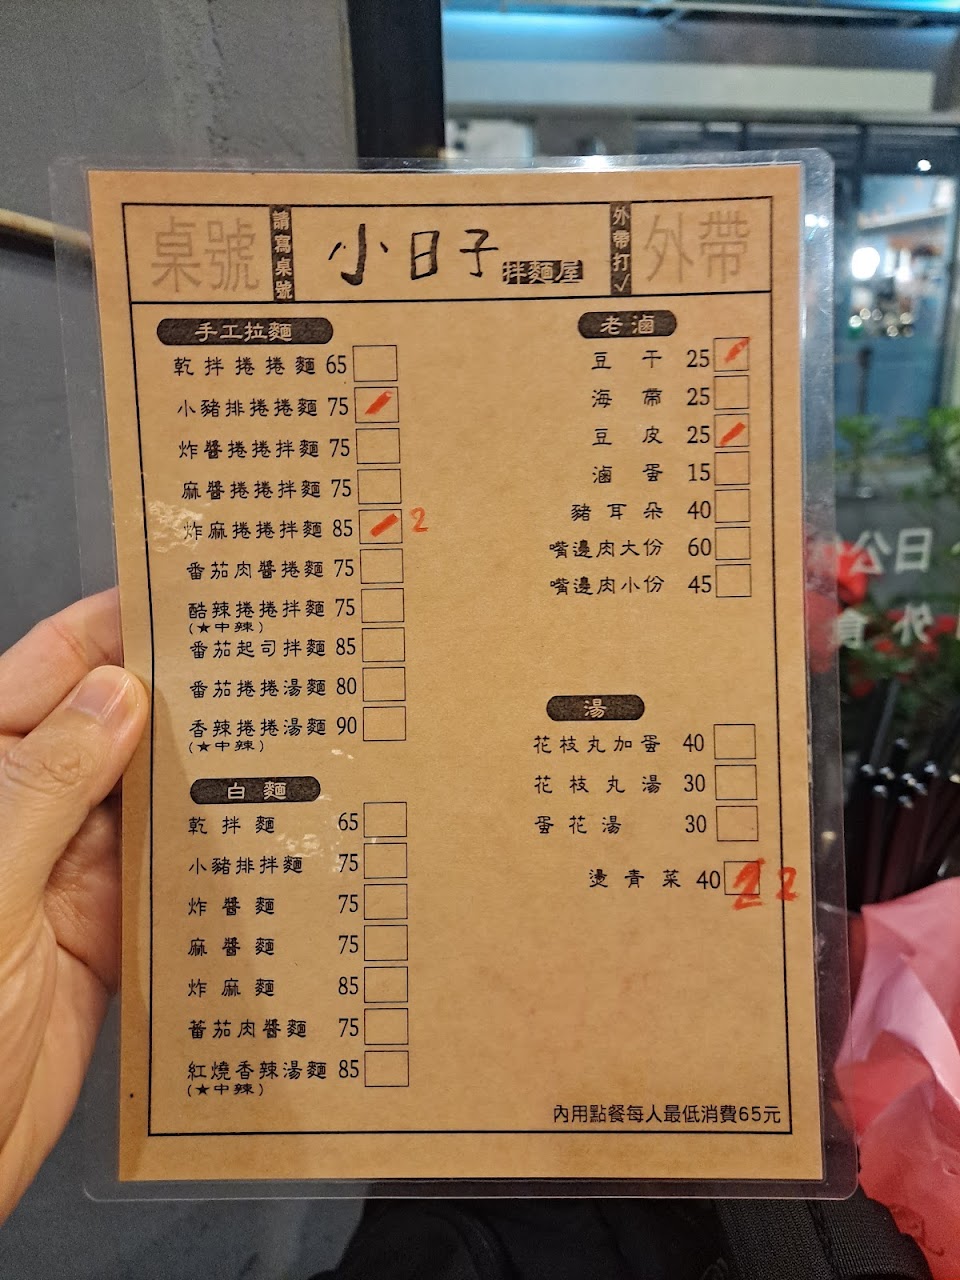 桌號
請寫桌號
小日子
拌麵屋
外帶打✓
外帶
手工拉麵
乾拌捲捲麵 65
小豬排捲捲麵 75
炸醬捲捲拌麵 75
麻醬捲捲拌麵 75
炸麻捲捲拌麵 85 2
番茄肉醬捲麵 75
酷辣捲捲拌麵 75
(★中辣)
番茄起司拌麵 85
番茄捲捲湯麵 80
香辣捲捲湯麵 90
(★中辣)
白麵
乾拌麵 65
小豬排拌麵 75
炸醬麵 75
麻醬麵 75
炸麻麵 85
蕃茄肉醬麵 75
紅燒香辣湯麵 85
(★中辣)
老滷
豆干 25
海帶 25
豆皮 25
滷蛋 15
豬耳朵 40
嘴邊肉大份 60
嘴邊肉小份 45
湯
花枝丸加蛋 40
花枝丸湯 30
蛋花湯 30
燙青菜 40 2 2
內用點餐每人最低消費65元
日公
外食